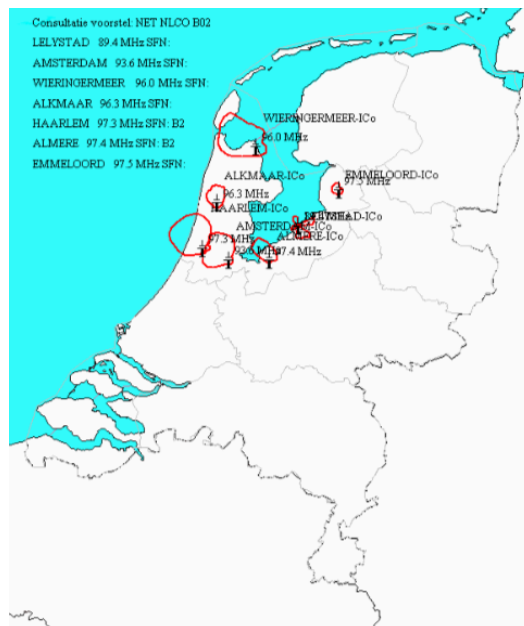 Consultatie voorstel: NET NLCO B02
LELYSTAD 89.4 MHz SFN:
AMSTERDAM 93.6 MHz SFN:
WIERINGERMEER 96.0 MHz SFN:
ALKMAAR 96.3 MHz SFN:
HAARLEM 97.3 MHz SFN: B2
ALMERE 97.4 MHz SFN: B2
EMMELOORD 97.5 MHz SFN:
WIERINGERMEER-ICo
96.0 MHz
ALKMAAR-ICo
EMMELOORD-ICo
97.5 MHz
96.3 MHz
HAARLEM-ICo
AMSTERDAM-ICo
ALMERE-ICo
97.3 MHz
93.6 MHz
97.4 MHz